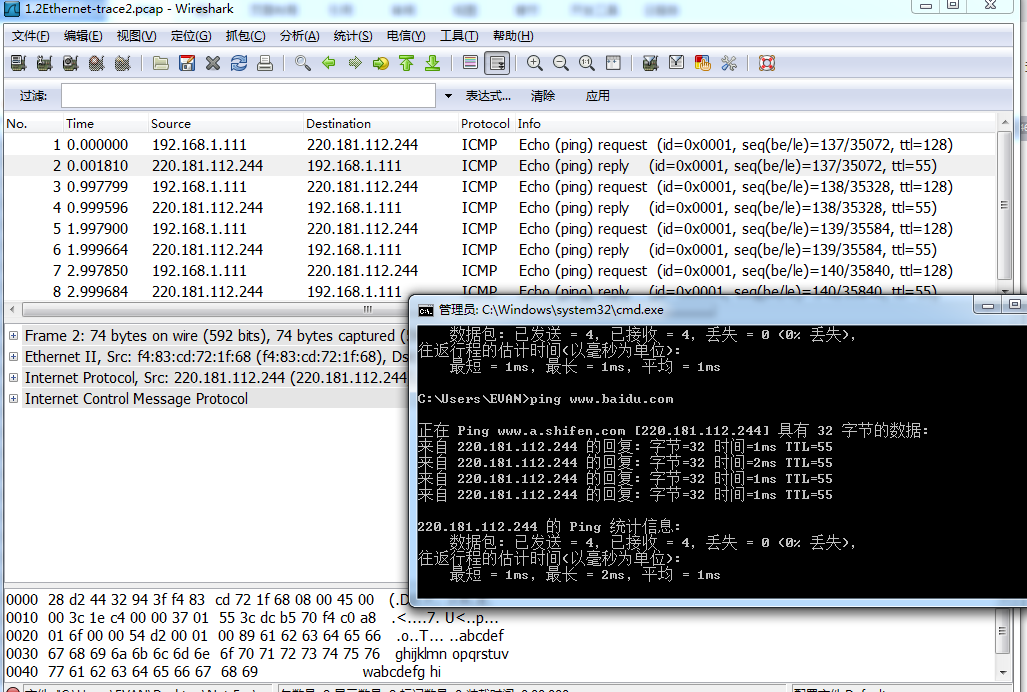 1.2Ethernet-trace2.pcap - Wireshark
文件(F) 编辑(E) 视图(V) 定位(G) 抓包(C) 分析(A) 统计(S) 电信(Y) 工具(T) 帮助(H)
过滤: 表达式... 清除 应用
No. Time Source Destination Protocol Info
1 0.000000 192.168.1.111 220.181.112.244 ICMP Echo (ping) request (id=0x0001, seq(be/le)=137/35072, ttl=128)
2 0.001810 220.181.112.244 192.168.1.111 ICMP Echo (ping) reply (id=0x0001, seq(be/le)=137/35072, ttl=55)
3 0.997799 192.168.1.111 220.181.112.244 ICMP Echo (ping) request (id=0x0001, seq(be/le)=138/35328, ttl=128)
4 0.999596 220.181.112.244 192.168.1.111 ICMP Echo (ping) reply (id=0x0001, seq(be/le)=138/35328, ttl=55)
5 1.997900 192.168.1.111 220.181.112.244 ICMP Echo (ping) request (id=0x0001, seq(be/le)=139/35584, ttl=128)
6 1.999664 220.181.112.244 192.168.1.111 ICMP Echo (ping) reply (id=0x0001, seq(be/le)=139/35584, ttl=55)
7 2.997850 192.168.1.111 220.181.112.244 ICMP Echo (ping) request (id=0x0001, seq(be/le)=140/35840, ttl=128)
8 2.999684 220.181.112.244 192.168.1.111 ICMP Echo (ping) reply (id=0x0001, seq(be/le)=140/35840, ttl=55)
Frame 2: 74 bytes on wire (592 bits), 74 bytes captured
Ethernet II, Src: f4:83:cd:72:1f:68 (f4:83:cd:72:1f:68), Ds
Internet Protocol, Src: 220.181.112.244 (220.181.112.244
Internet Control Message Protocol
管理员: C:\Windows\system32\cmd.exe
数据包: 已发送 = 4, 已接收 = 4, 丢失 = 0 (0% 丢失),
往返行程的估计时间(以毫秒为单位):
最短 = 1ms, 最长 = 1ms, 平均 = 1ms
C:\Users\EVAN>ping www.baidu.com
正在 Ping www.a.shifen.com [220.181.112.244] 具有 32 字节的数据:
来自 220.181.112.244 的回复: 字节=32 时间=1ms TTL=55
来自 220.181.112.244 的回复: 字节=32 时间=2ms TTL=55
来自 220.181.112.244 的回复: 字节=32 时间=1ms TTL=55
来自 220.181.112.244 的回复: 字节=32 时间=1ms TTL=55
220.181.112.244 的 Ping 统计信息:
数据包: 已发送 = 4, 已接收 = 4, 丢失 = 0 (0% 丢失),
往返行程的估计时间(以毫秒为单位):
最短 = 1ms, 最长 = 2ms, 平均 = 1ms
0000 28 d2 44 32 94 3f f4 83 cd 72 1f 68 08 00 45 00 (.D
0010 00 3c 1e c4 00 00 37 01 55 3c dc b5 70 f4 c0 a8 .<....7. U<..p...
0020 01 6f 00 00 54 d2 00 01 00 89 61 62 63 64 65 66 .o..T... ..abcdef
0030 67 68 69 6a 6b 6c 6d 6e 6f 70 71 72 73 74 75 76 ghijklmn opqrstuv
0040 77 61 62 63 64 65 66 67 68 69 wabcdefg hi